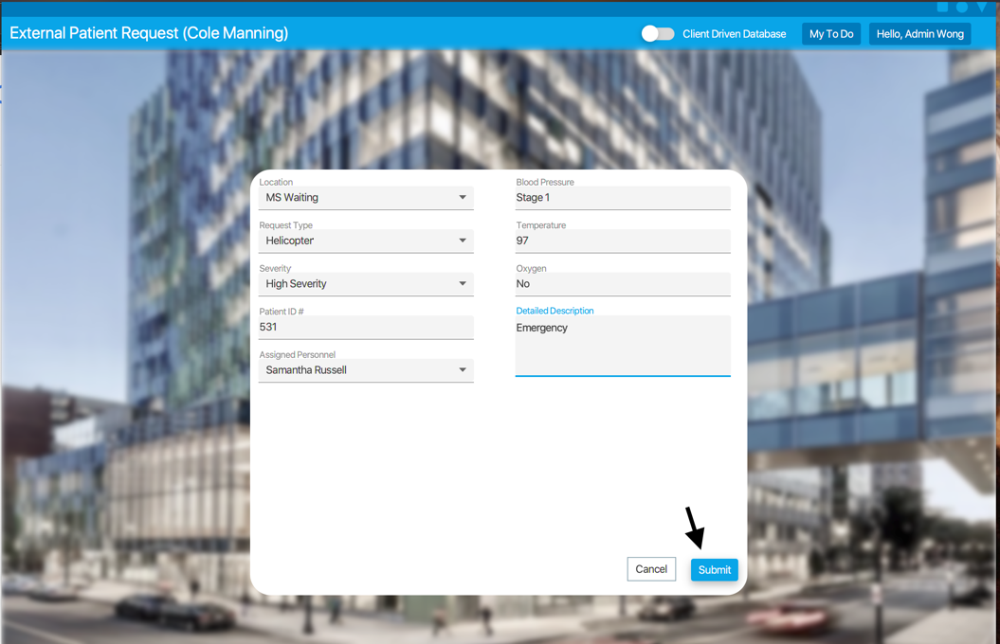 External Patient Request (Cole Manning)
Client Driven Database
My To Do
Hello, Admin Wong
Location
MS Waiting
Request Type
Helicopter
Severity
High Severity
Patient ID #
531
Assigned Personnel
Samantha Russell
Blood Pressure
Stage 1
Temperature
97
Oxygen
No
Detailed Description
Emergency
Cancel
Submit